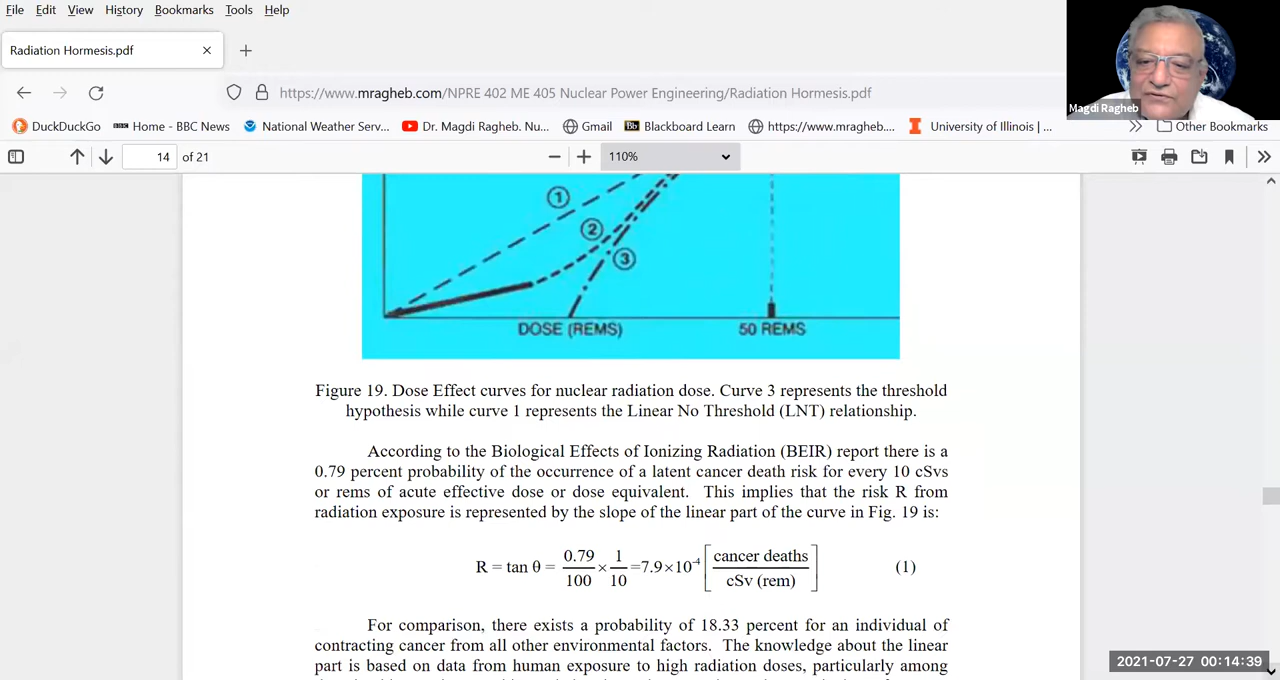 File Edit View History Bookmarks Tools Help
Radiation Hormesis.pdf
https://www.mragheb.com/NPRE 402 ME 405 Nuclear Power Engineering/Radiation Hormesis.pdf
Magdi Ragheb
DuckDuckGo BBC Home - BBC News National Weather Serv... Dr. Magdi Ragheb. Nu... Gmail Bb Blackboard Learn https://www.mragheb.... I University of Illinois |... Other Bookmarks
14 of 21 110%
1
2
3
DOSE (REMS) 50 REMS
Figure 19. Dose Effect curves for nuclear radiation dose. Curve 3 represents the threshold
hypothesis while curve 1 represents the Linear No Threshold (LNT) relationship.
According to the Biological Effects of Ionizing Radiation (BEIR) report there is a
0.79 percent probability of the occurrence of a latent cancer death risk for every 10 cSvs
or rems of acute effective dose or dose equivalent. This implies that the risk R from
radiation exposure is represented by the slope of the linear part of the curve in Fig. 19 is:
R = tan θ = 0.79/100 × 1/10 =7.9×10⁻⁴ [cancer deaths / cSv (rem)] (1)
For comparison, there exists a probability of 18.33 percent for an individual of
contracting cancer from all other environmental factors. The knowledge about the linear
part is based on data from human exposure to high radiation doses, particularly among
2021-07-27 00:14:39